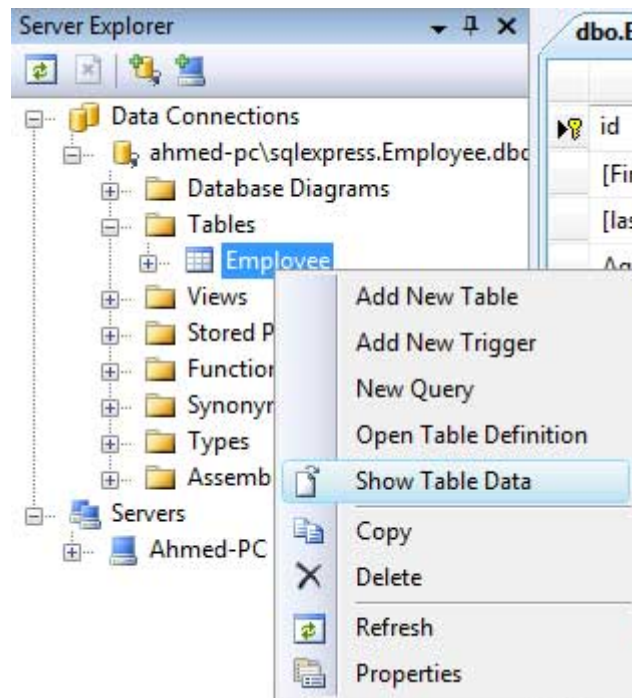 Server Explorer
dbo.E
Data Connections
ahmed-pc\sqlexpress.Employee.dbo
id
Database Diagrams
[Fir
Tables
[las
Employee
Views
Stored P
Function
Synonyr
Types
Assemb
Servers
Ahmed-PC
Add New Table
Add New Trigger
New Query
Open Table Definition
Show Table Data
Copy
Delete
Refresh
Properties